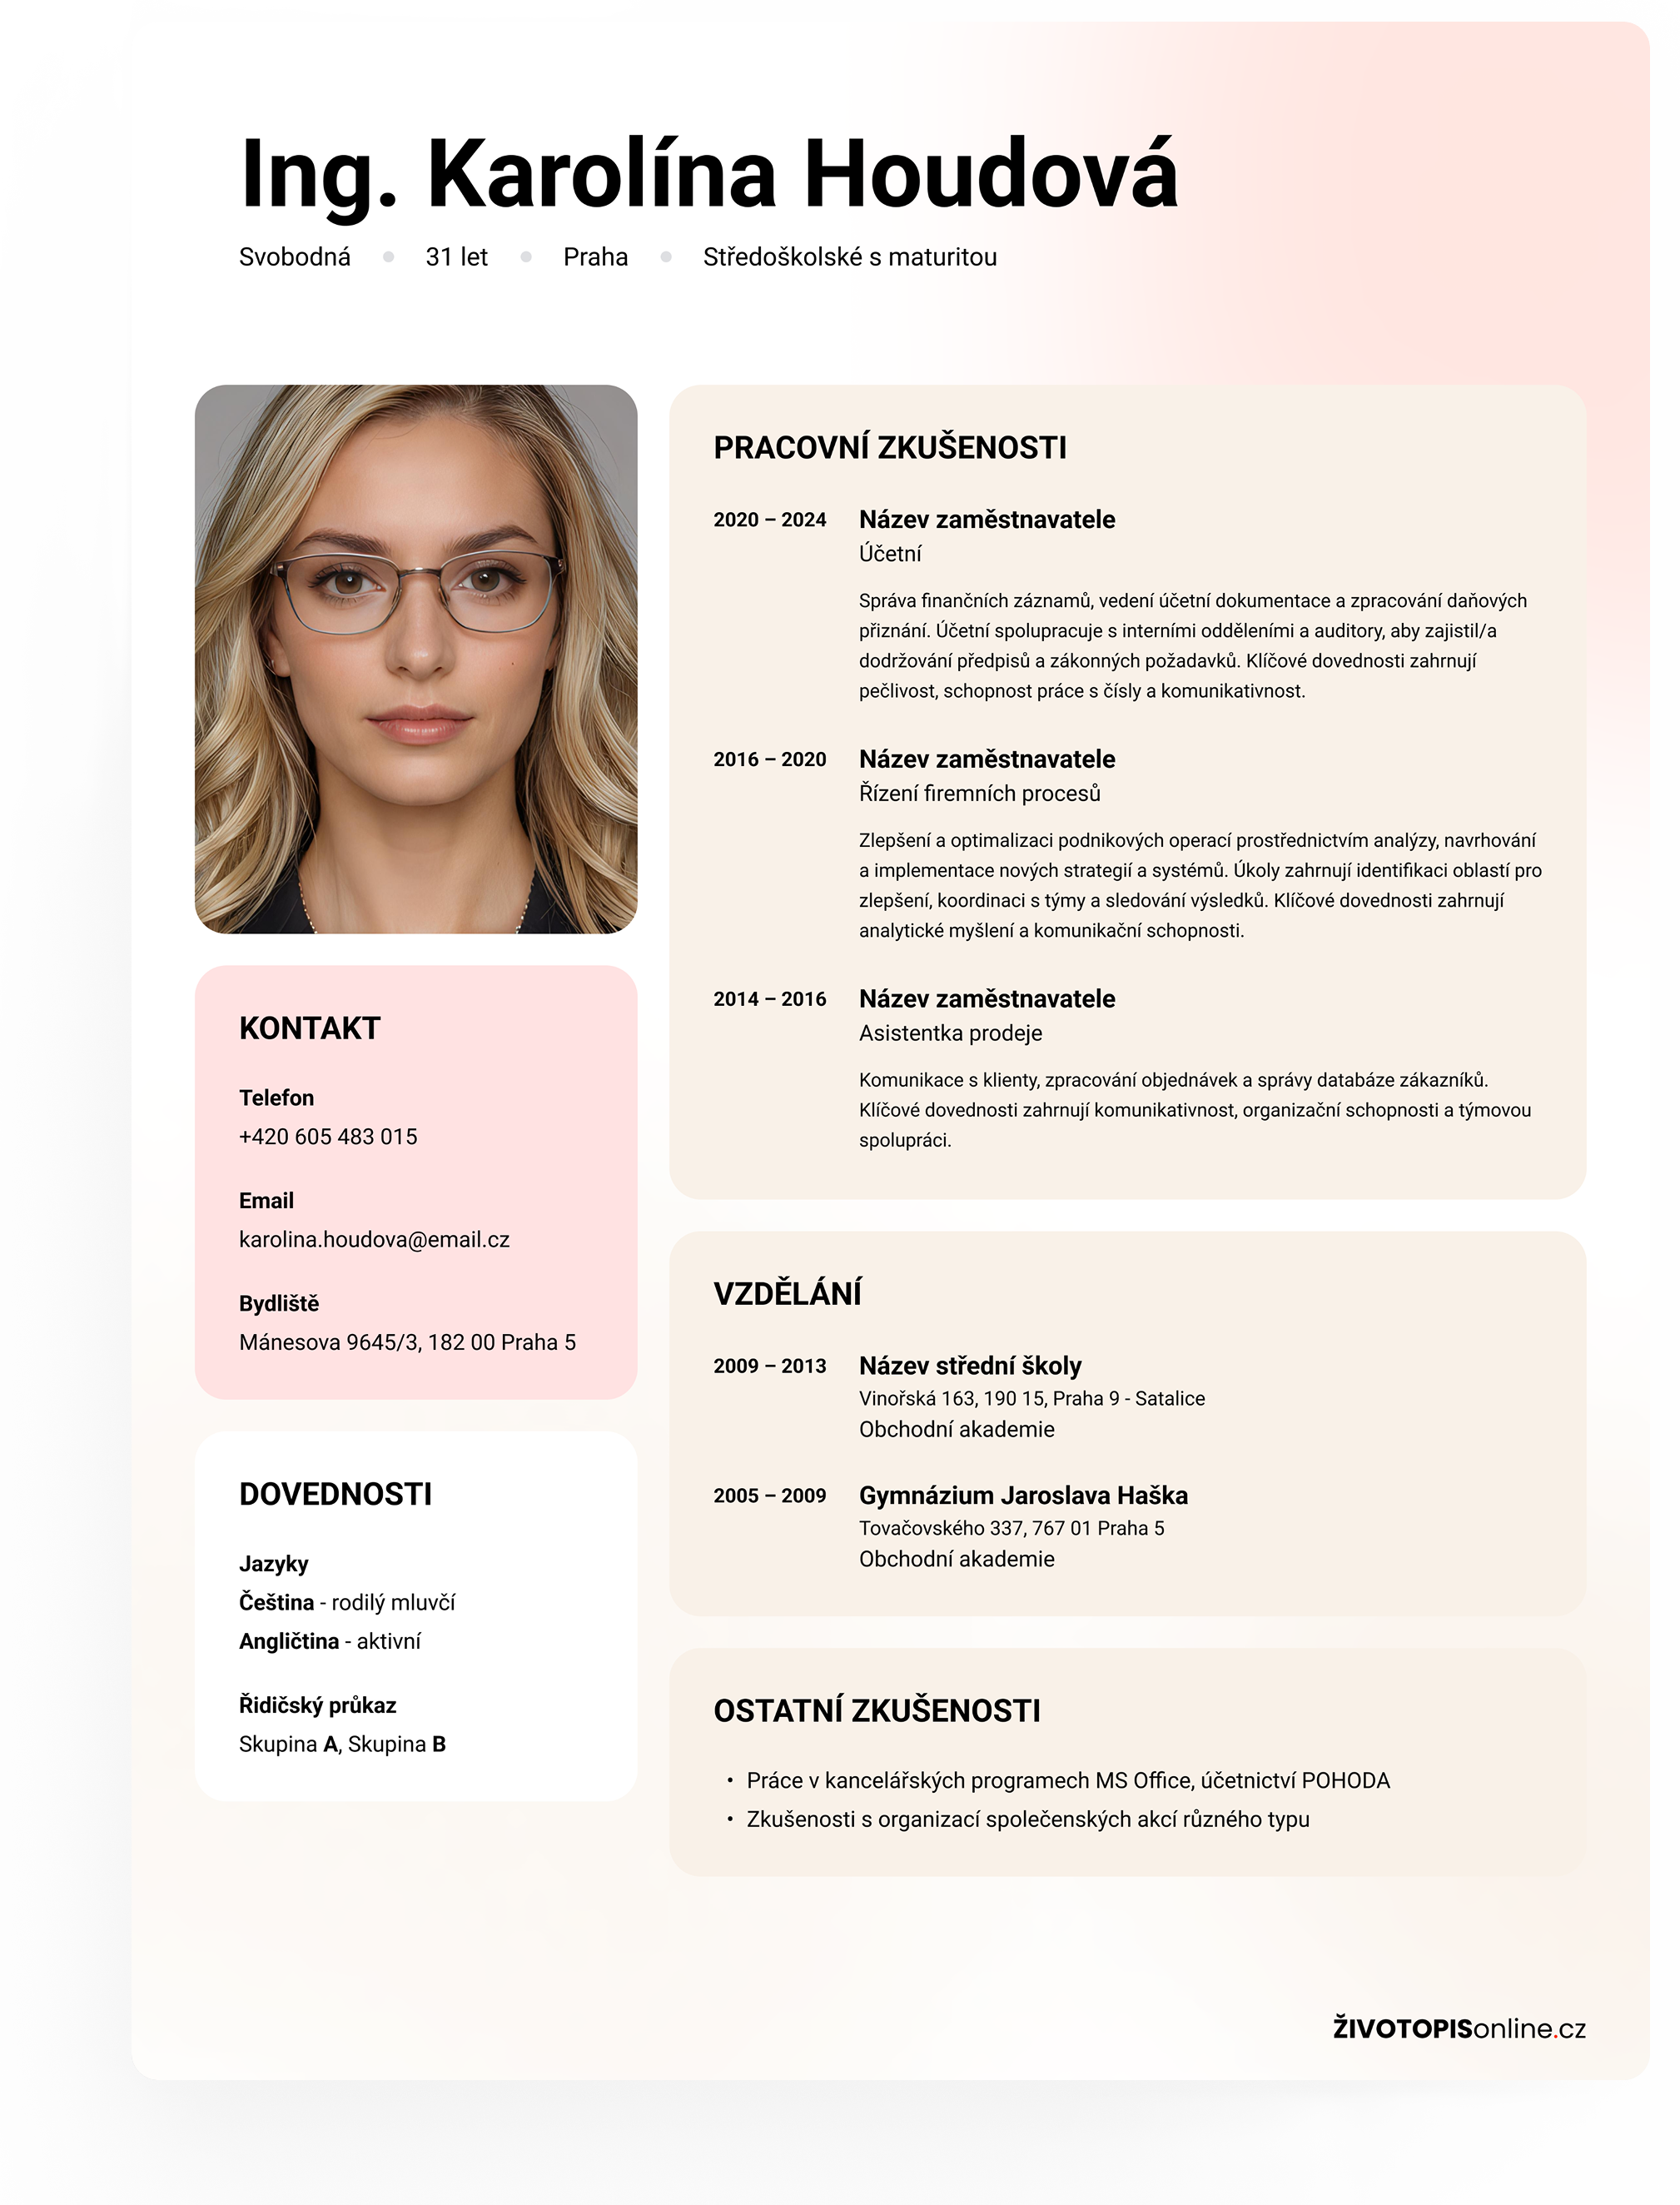 Ing. Karolína Houdová
Svobodná • 31 let • Praha • Středoškolské s maturitou
KONTAKT
Telefon
+420 605 483 015
Email
karolina.houdova@email.cz
Bydliště
Mánesova 9645/3, 182 00 Praha 5
DOVEDNOSTI
Jazyky
Čeština - rodilý mluvčí
Angličtina - aktivní
Řidičský průkaz
Skupina A, Skupina B
PRACOVNÍ ZKUŠENOSTI
2020 – 2024 Název zaměstnavatele
Účetní
Správa finančních záznamů, vedení účetní dokumentace a zpracování daňových
přiznání. Účetní spolupracuje s interními odděleními a auditory, aby zajistil/a
dodržování předpisů a zákonných požadavků. Klíčové dovednosti zahrnují
pečlivost, schopnost práce s čísly a komunikativnost.
2016 – 2020 Název zaměstnavatele
Řízení firemních procesů
Zlepšení a optimalizaci podnikových operací prostřednictvím analýzy, navrhování
a implementace nových strategií a systémů. Úkoly zahrnují identifikaci oblastí pro
zlepšení, koordinaci s týmy a sledování výsledků. Klíčové dovednosti zahrnují
analytické myšlení a komunikační schopnosti.
2014 – 2016 Název zaměstnavatele
Asistentka prodeje
Komunikace s klienty, zpracování objednávek a správy databáze zákazníků.
Klíčové dovednosti zahrnují komunikativnost, organizační schopnosti a týmovou
spolupráci.
VZDĚLÁNÍ
2009 – 2013 Název střední školy
Vinořská 163, 190 15, Praha 9 - Satalice
Obchodní akademie
2005 – 2009 Gymnázium Jaroslava Haška
Tovačovského 337, 767 01 Praha 5
Obchodní akademie
OSTATNÍ ZKUŠENOSTI
• Práce v kancelářských programech MS Office, účetnictví POHODA
• Zkušenosti s organizací společenských akcí různého typu
ŽIVOTOPISonline.cz